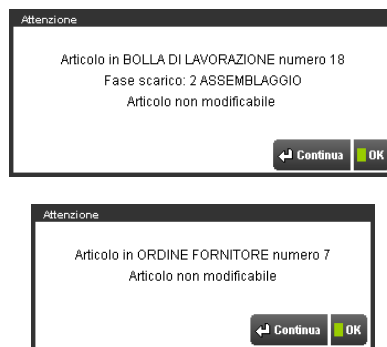 Attenzione
Articolo in BOLLA DI LAVORAZIONE numero 18
Fase scarico: 2 ASSEMBLAGGIO
Articolo non modificabile
Continua OK
Attenzione
Articolo in ORDINE FORNITORE numero 7
Articolo non modificabile
Continua OK